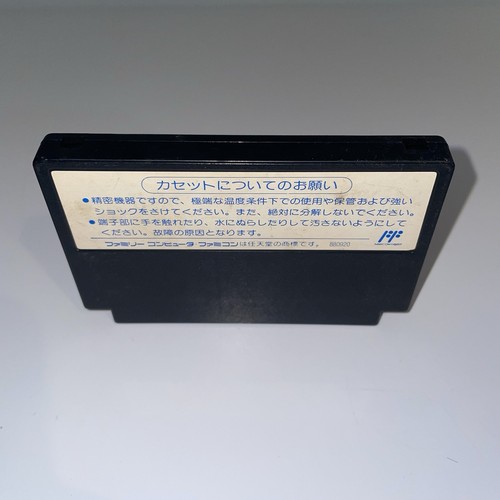 カセットについてのお願い
●精密機器ですので、極端な温度条件下での使用や保管および強い
ショックをさけてください。また、絶対に分解しないでください。
●端子部に手を触れたり、水にぬらしたりして汚さないようにして
ください。故障の原因となります。
ファミリーコンピュータ・ファミコンは任天堂の商標です。